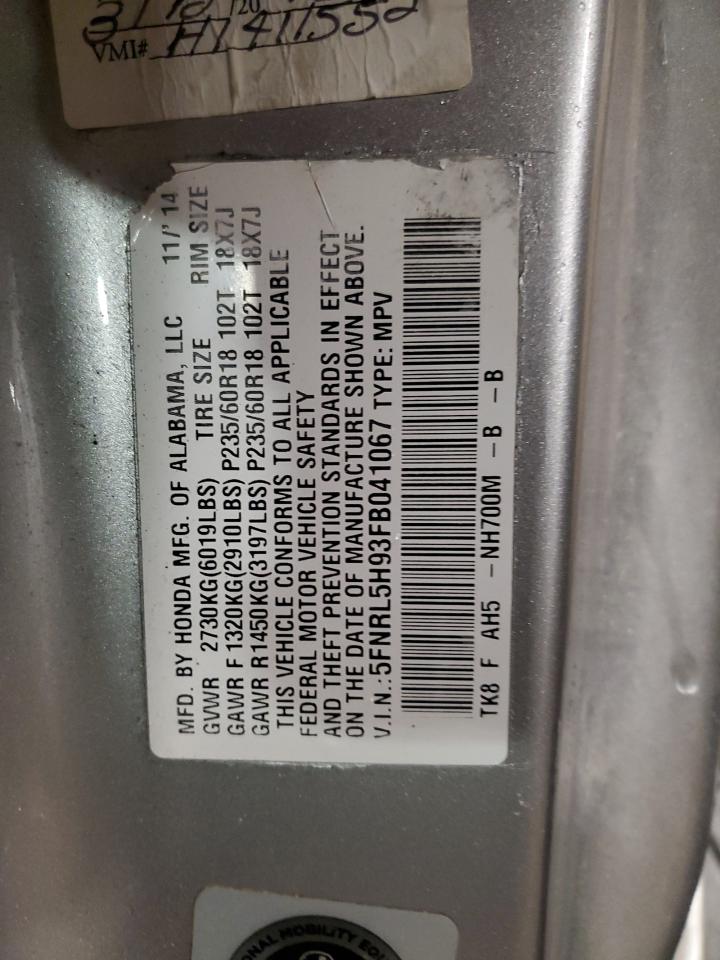 VMI# H1411552
MFD. BY HONDA MFG. OF ALABAMA, LLC 11/'14
GVWR 2730KG(6019LBS) TIRE SIZE RIM SIZE
GAWR F 1320KG(2910LBS) P235/60R18 102T 18X7J
GAWR R 1450KG(3197LBS) P235/60R18 102T 18X7J
THIS VEHICLE CONFORMS TO ALL APPLICABLE
FEDERAL MOTOR VEHICLE SAFETY
AND THEFT PREVENTION STANDARDS IN EFFECT
ON THE DATE OF MANUFACTURE SHOWN ABOVE.
V.I.N.:5FNRL5H93FB041067 TYPE: MPV
TK8 F AH5 -NH700M -B -B
MOBILITY